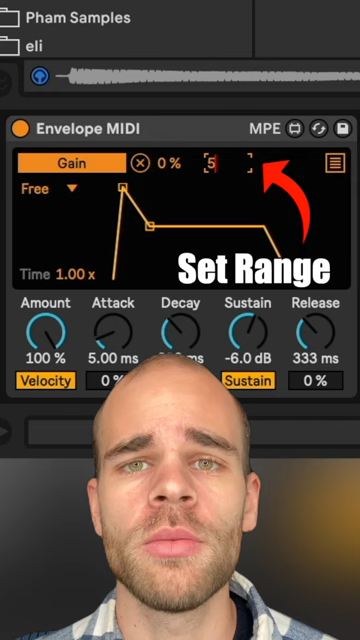 Pham Samples
eli
Envelope MIDI
MPE
Gain
0 %
5
Free
Set Range
Time 1.00 x
Amount Attack Decay Sustain Release
100 % 5.00 ms ms -6.0 dB 333 ms
Velocity 0 % Sustain 0 %